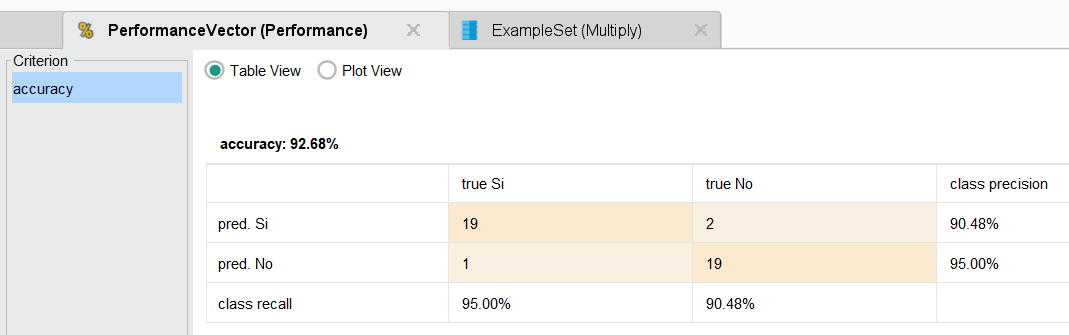 PerformanceVector (Performance) ExampleSet (Multiply)
Criterion
accuracy
Table View Plot View
accuracy: 92.68%
true Si true No class precision
pred. Si 19 2 90.48%
pred. No 1 19 95.00%
class recall 95.00% 90.48%